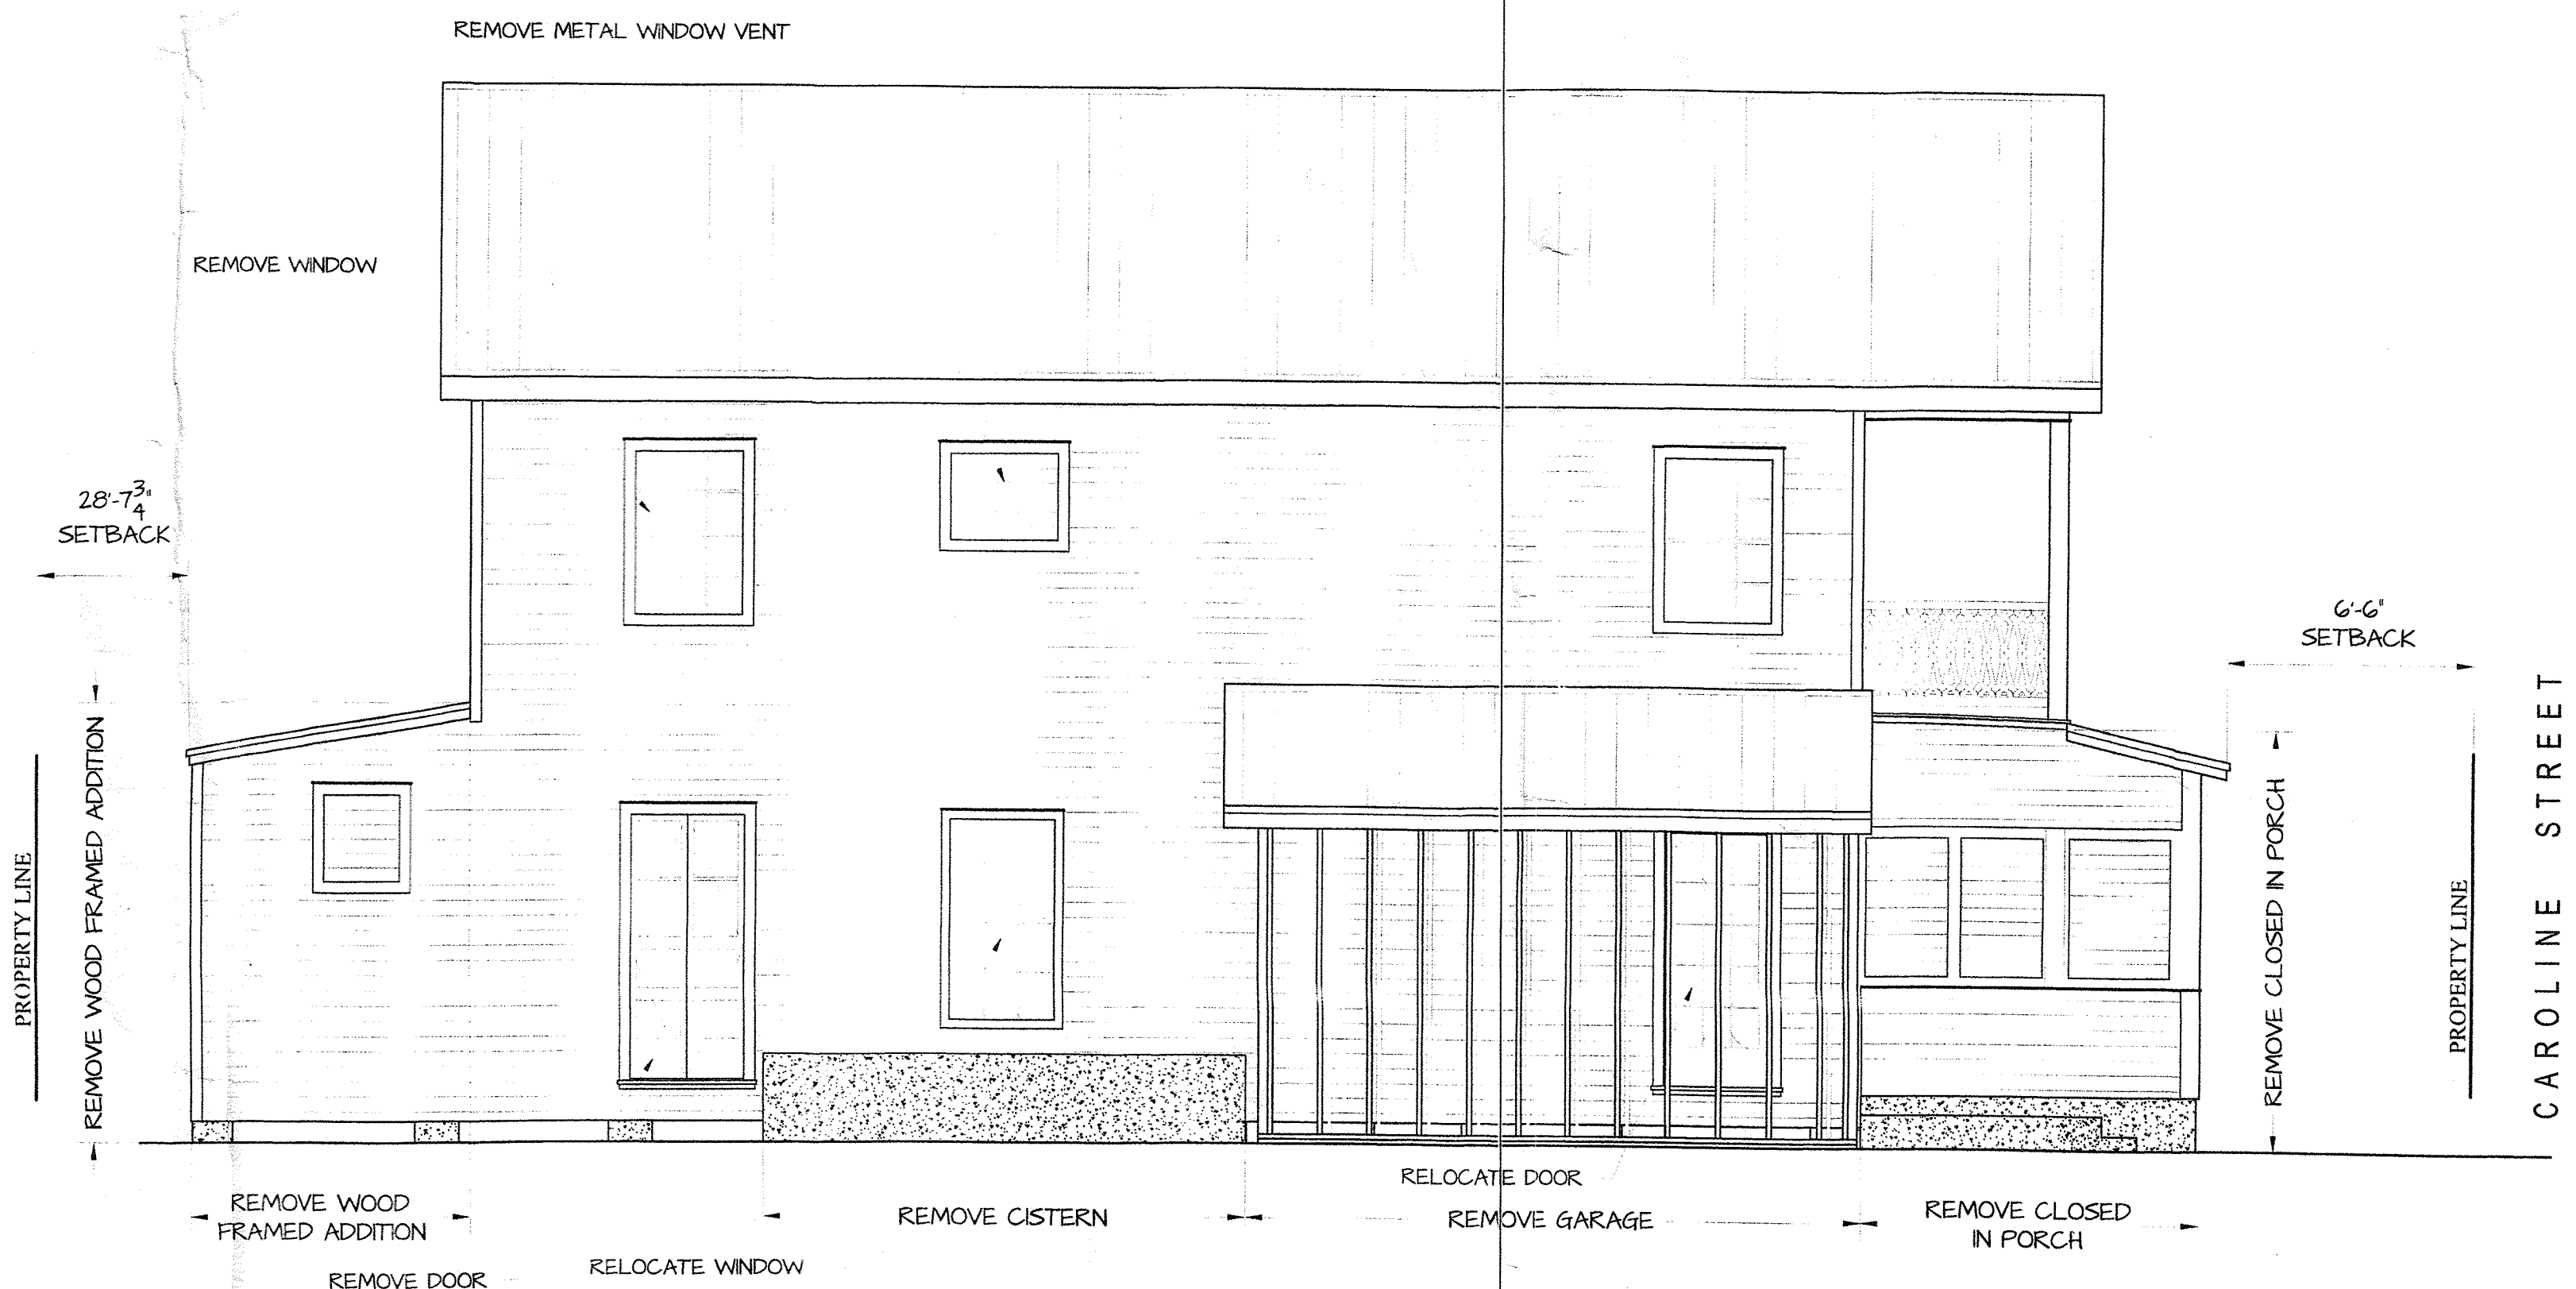 REMOVE METAL WINDOW VENT
REMOVE WINDOW
28'-7 3/4"
SETBACK
6'-6"
SETBACK
PROPERTY LINE
REMOVE WOOD FRAMED ADDITION
REMOVE CLOSED IN PORCH
PROPERTY LINE
CAROLINE STREET
RELOCATE DOOR
REMOVE WOOD
FRAMED ADDITION
REMOVE CISTERN
REMOVE GARAGE
REMOVE CLOSED
IN PORCH
RELOCATE WINDOW
REMOVE DOOR